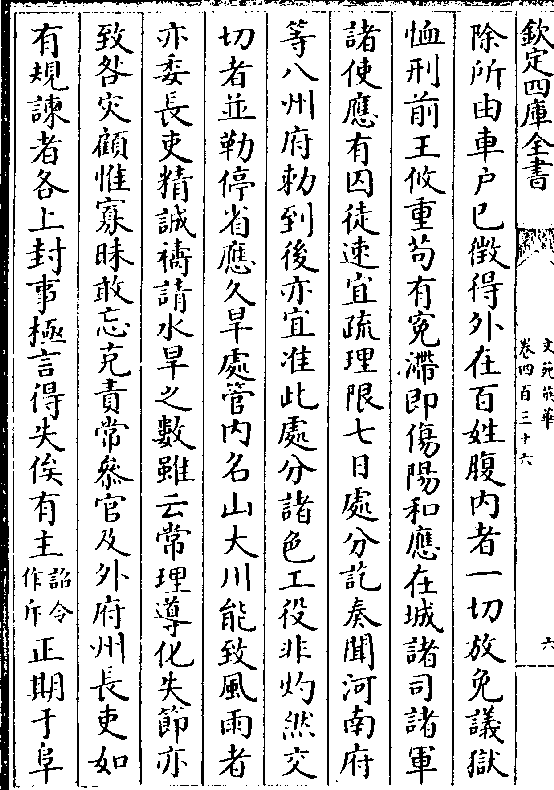 欽定四庫全書
文苑英華
卷四百三十六
六
除所由車户已徵得外在百姓腹内者一切放免議獄
恤刑前王攸重茍有寃滯即傷陽和應在城諸司諸軍
諸使應有囚徒速宜疏理限七日處分訖奏聞河南府
等八州府勅到後亦宜准此處分諸色工役非灼然交
切者並勒停省應久旱處管内名山大川能致風雨者
亦委長吏精誠禱請水旱之數雖云常理導化失節亦
致咎灾顧惟寡昧敢忘克責常叅官及外府州長吏如
有規諫者各上封事極言得失俟有主詔令作斥正期于阜